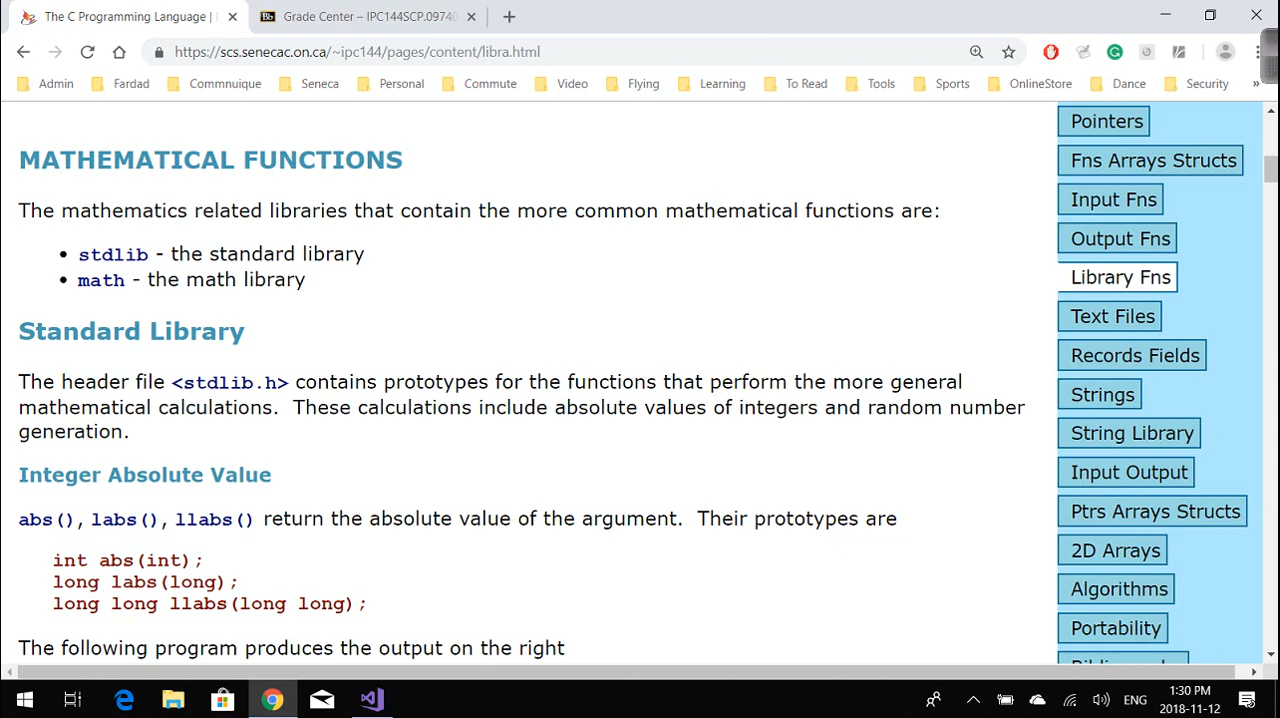 The C Programming Language |
Grade Center – IPC144SCP.09740
https://scs.senecac.on.ca/~ipc144/pages/content/libra.html
Admin
Fardad
Commnuique
Seneca
Personal
Commute
Video
Flying
Learning
To Read
Tools
Sports
OnlineStore
Dance
Security
»
MATHEMATICAL FUNCTIONS
The mathematics related libraries that contain the more common mathematical functions are:
• stdlib - the standard library
• math - the math library
Standard Library
The header file <stdlib.h> contains prototypes for the functions that perform the more general
mathematical calculations. These calculations include absolute values of integers and random number
generation.
Integer Absolute Value
abs(), labs(), llabs() return the absolute value of the argument. Their prototypes are
int abs(int);
long labs(long);
long long llabs(long long);
The following program produces the output on the right
Pointers
Fns Arrays Structs
Input Fns
Output Fns
Library Fns
Text Files
Records Fields
Strings
String Library
Input Output
Ptrs Arrays Structs
2D Arrays
Algorithms
Portability
ENG
1:30 PM
2018-11-12